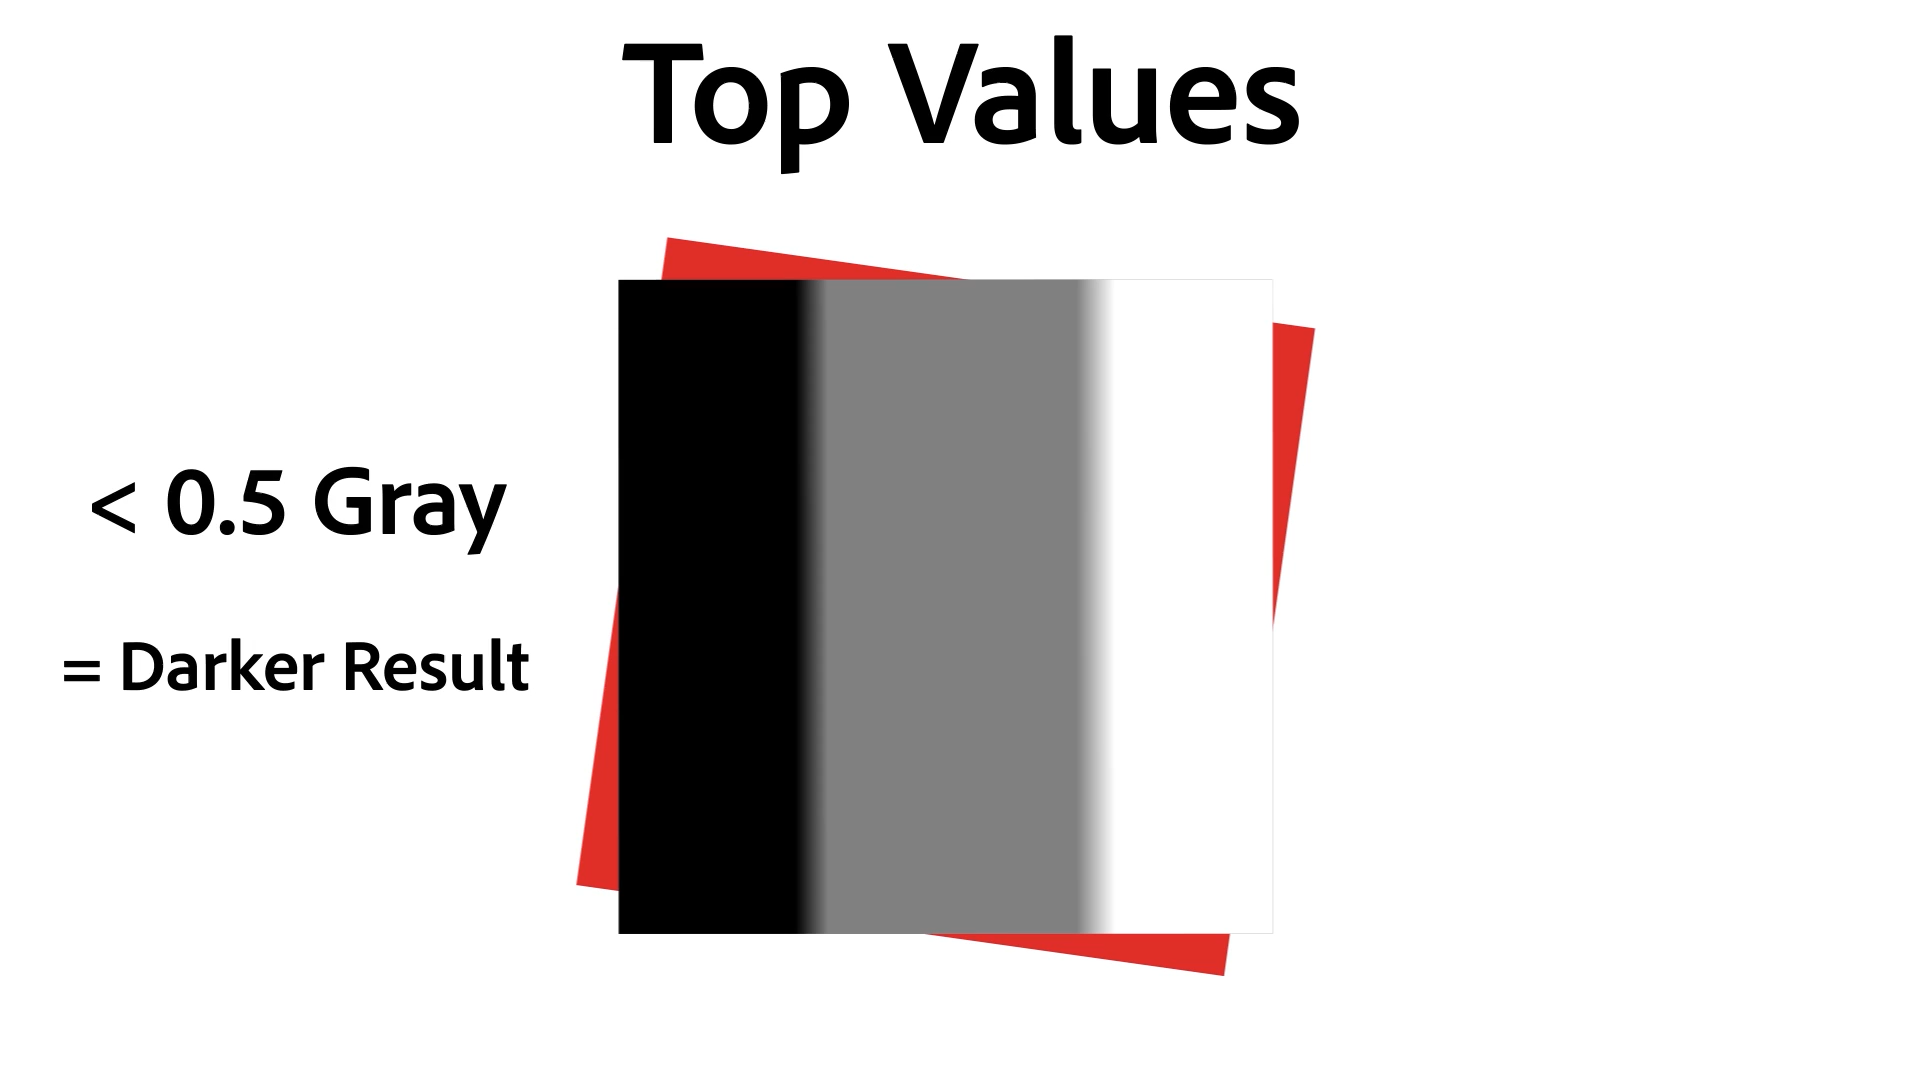 Top Values
< 0.5 Gray
= Darker Result